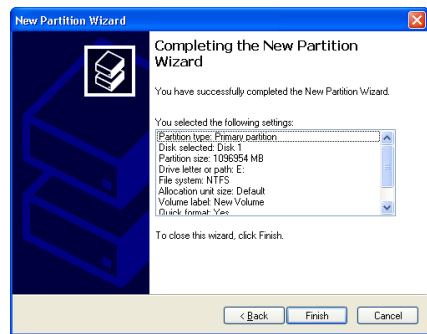 New Partition Wizard
Completing the New Partition
Wizard
You have successfully completed the New Partition Wizard.
You selected the following settings:
Partition type: Primary partition
Disk selected: Disk 1
Partition size: 1096954 MB
Drive letter or path: E:
File system: NTFS
Allocation unit size: Default
Volume label: New Volume
Quick format: Yes
To close this wizard, click Finish.
< Back
Finish
Cancel